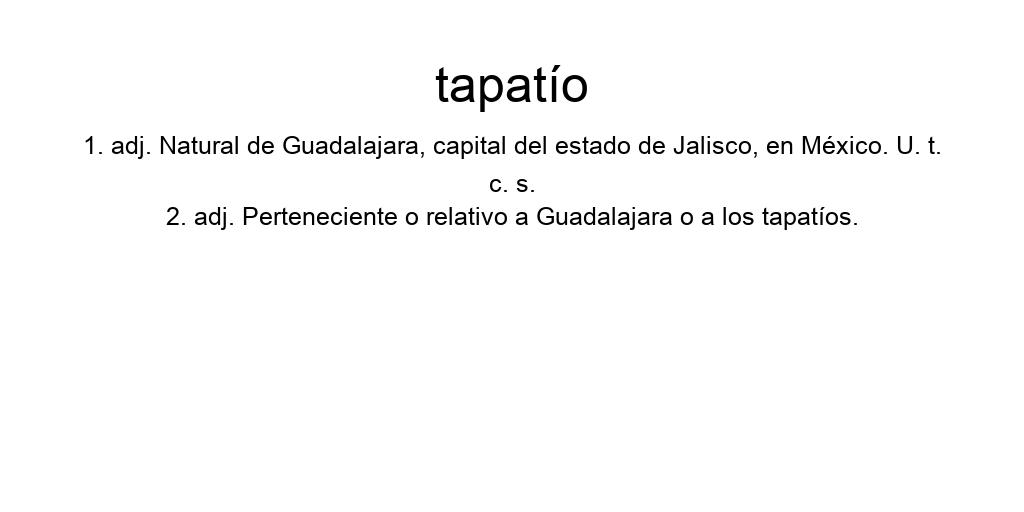 tapatío
1. adj. Natural de Guadalajara, capital del estado de Jalisco, en México. U. t.
c. s.
2. adj. Perteneciente o relativo a Guadalajara o a los tapatíos.